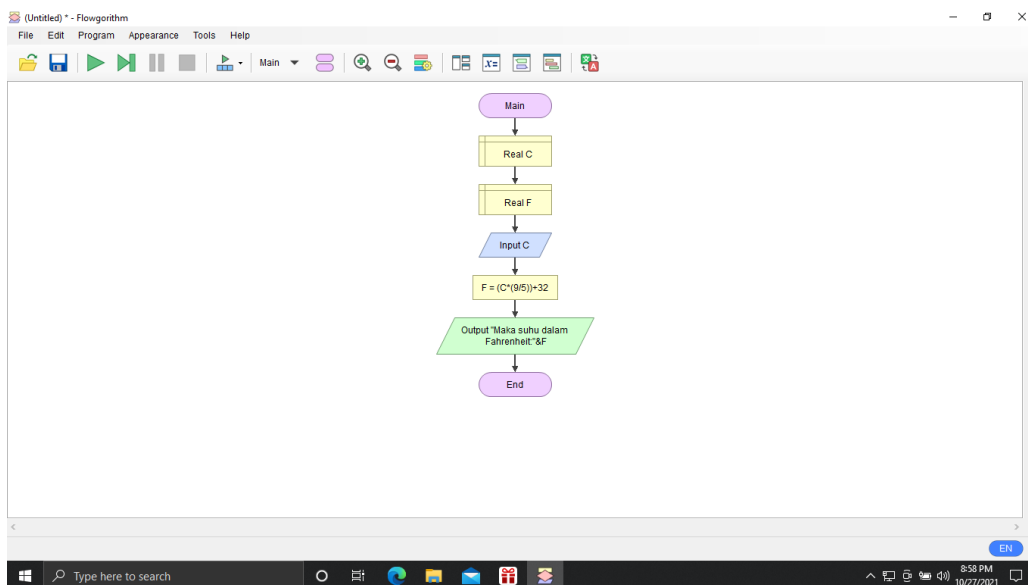 (Untitled) * - Flowgorithm
File Edit Program Appearance Tools Help
Main
x=
A
Main
Real C
Real F
Input C
F = (C*(9/5))+32
Output "Maka suhu dalam
Fahrenheit:"&F
End
EN
Type here to search
8:58 PM
10/27/2021